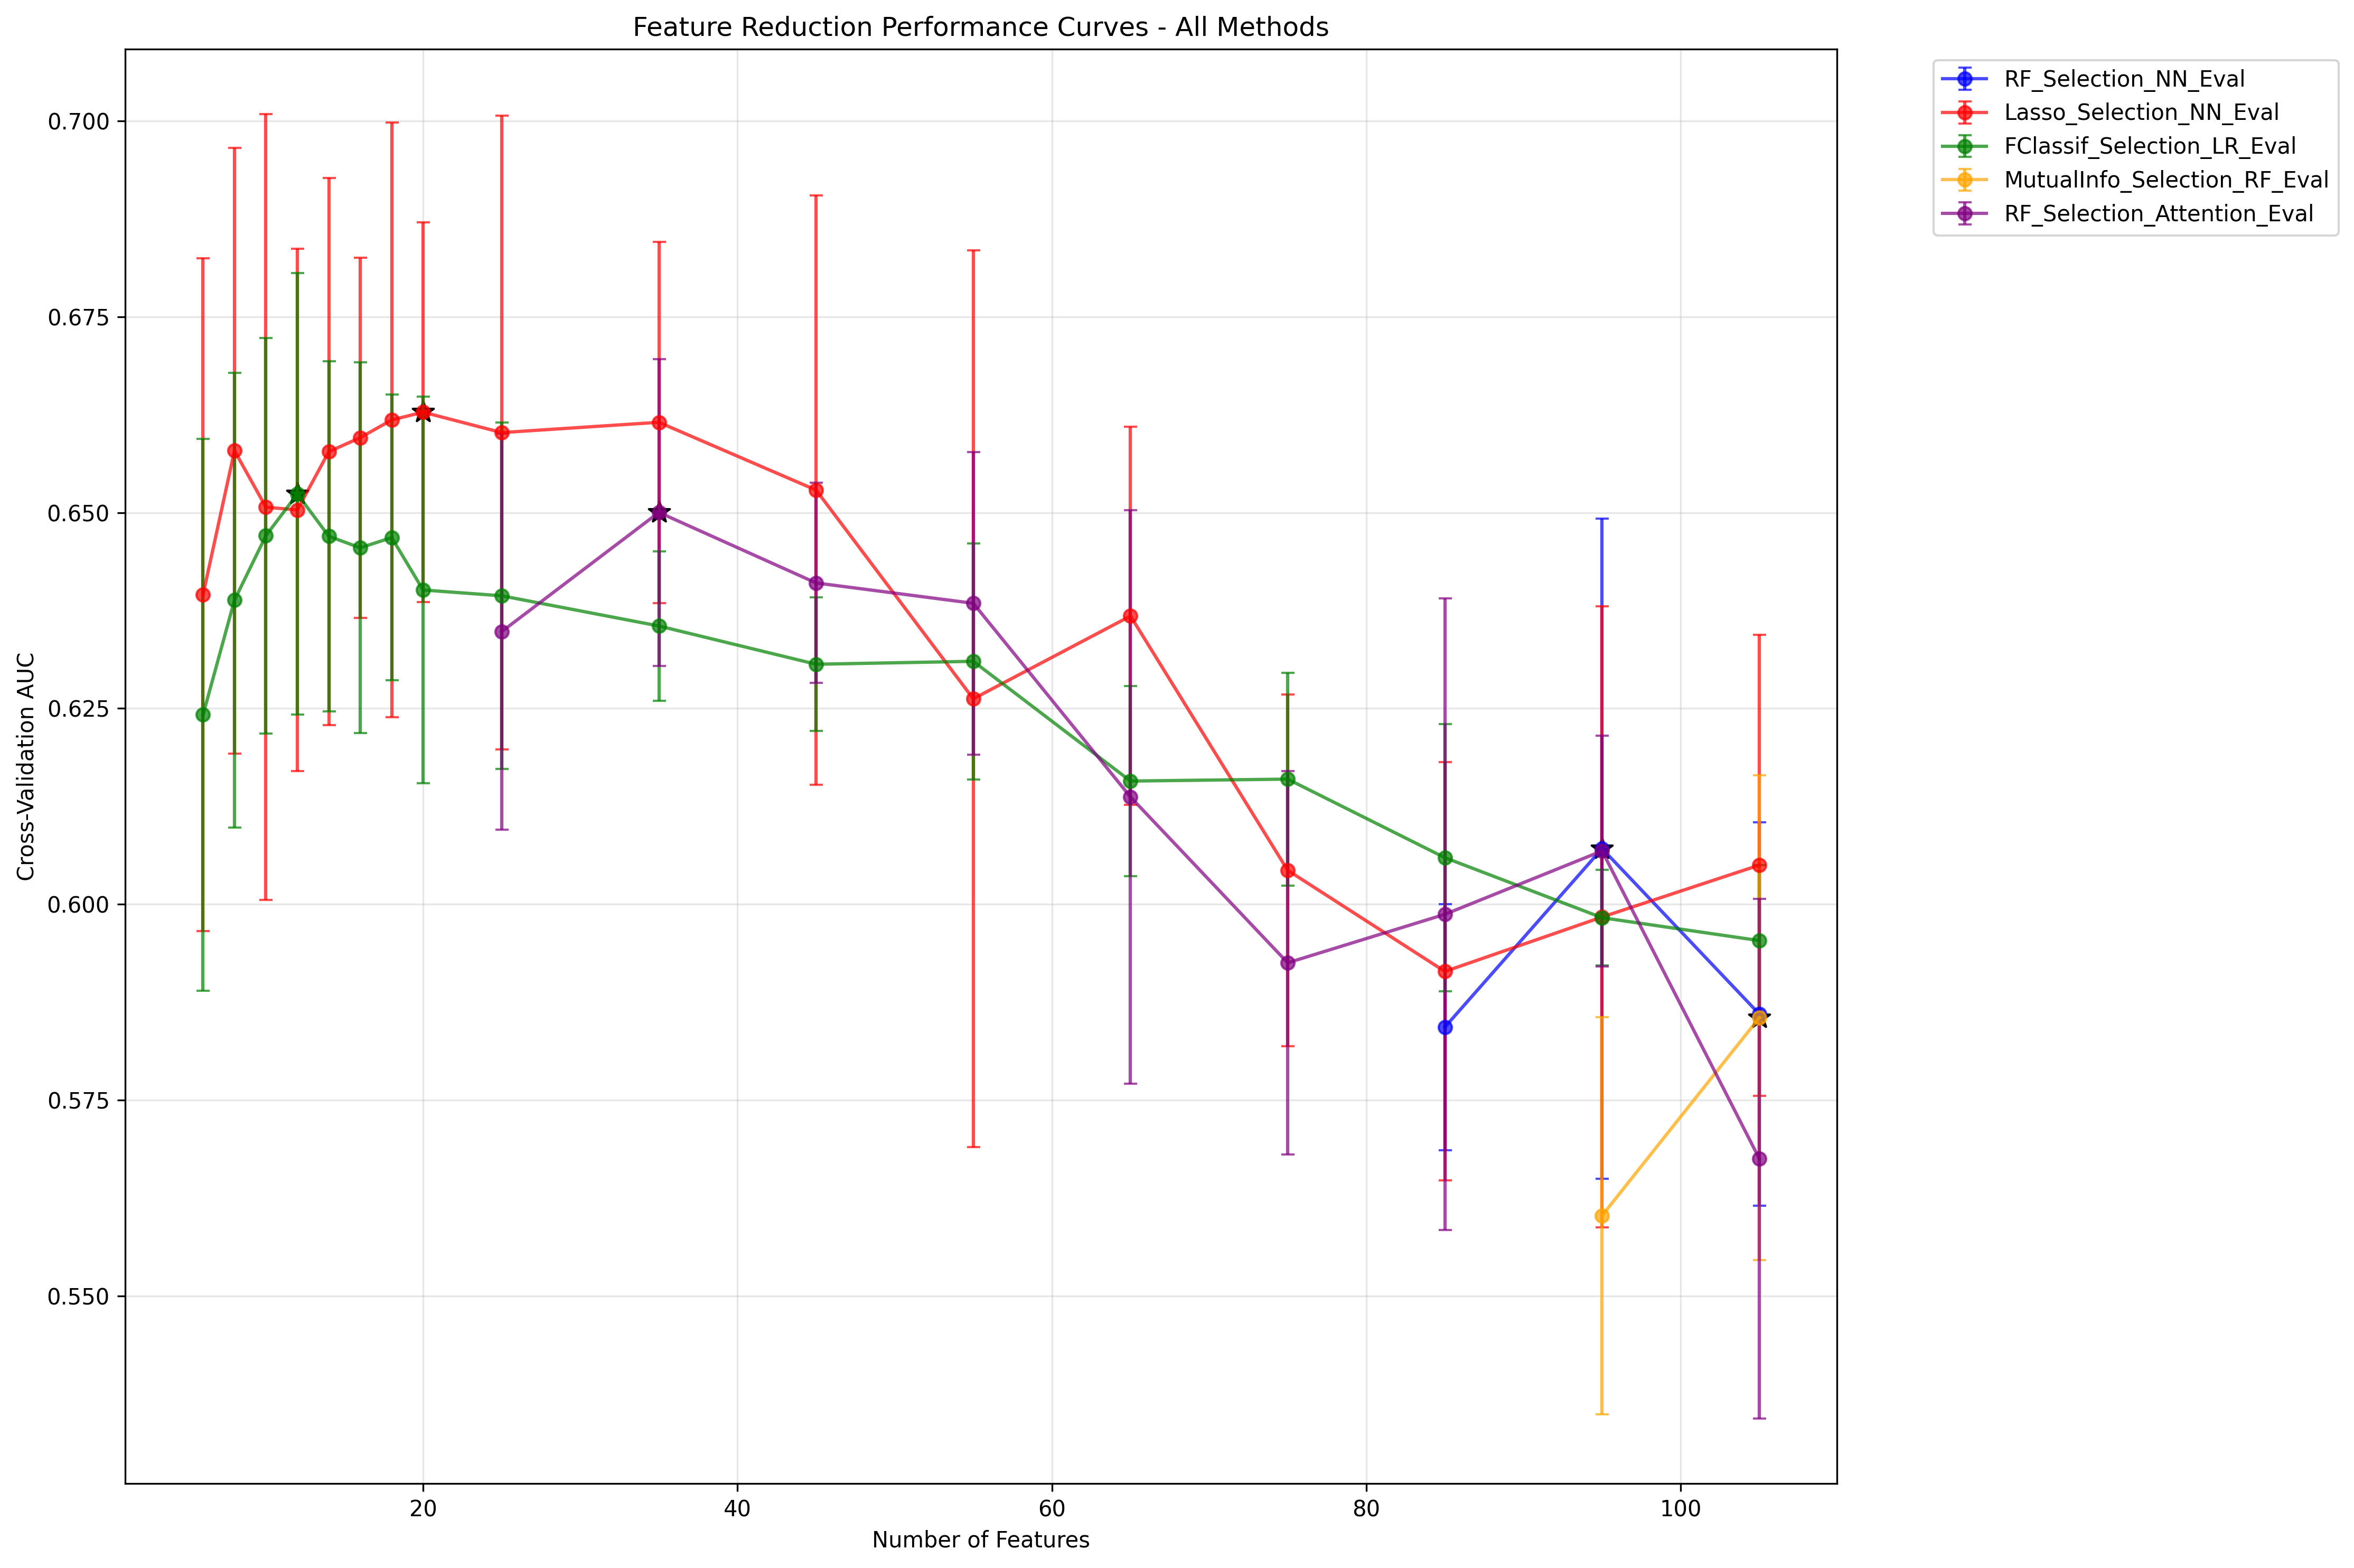 Feature Reduction Performance Curves - All Methods
RF_Selection_NN_Eval
Lasso_Selection_NN_Eval
FClassif_Selection_LR_Eval
MutualInfo_Selection_RF_Eval
RF_Selection_Attention_Eval
Cross-Validation AUC
0.700
0.675
0.650
0.625
0.600
0.575
0.550
20 40 60 80 100
Number of Features